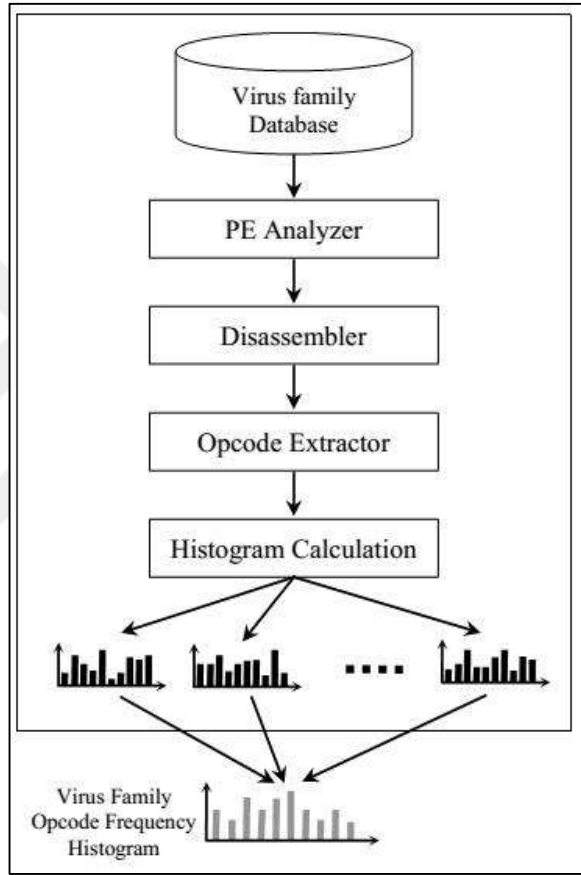 Virus family
Database
PE Analyzer
Disassembler
Opcode Extractor
Histogram Calculation
Virus Family
Opcode Frequency
Histogram